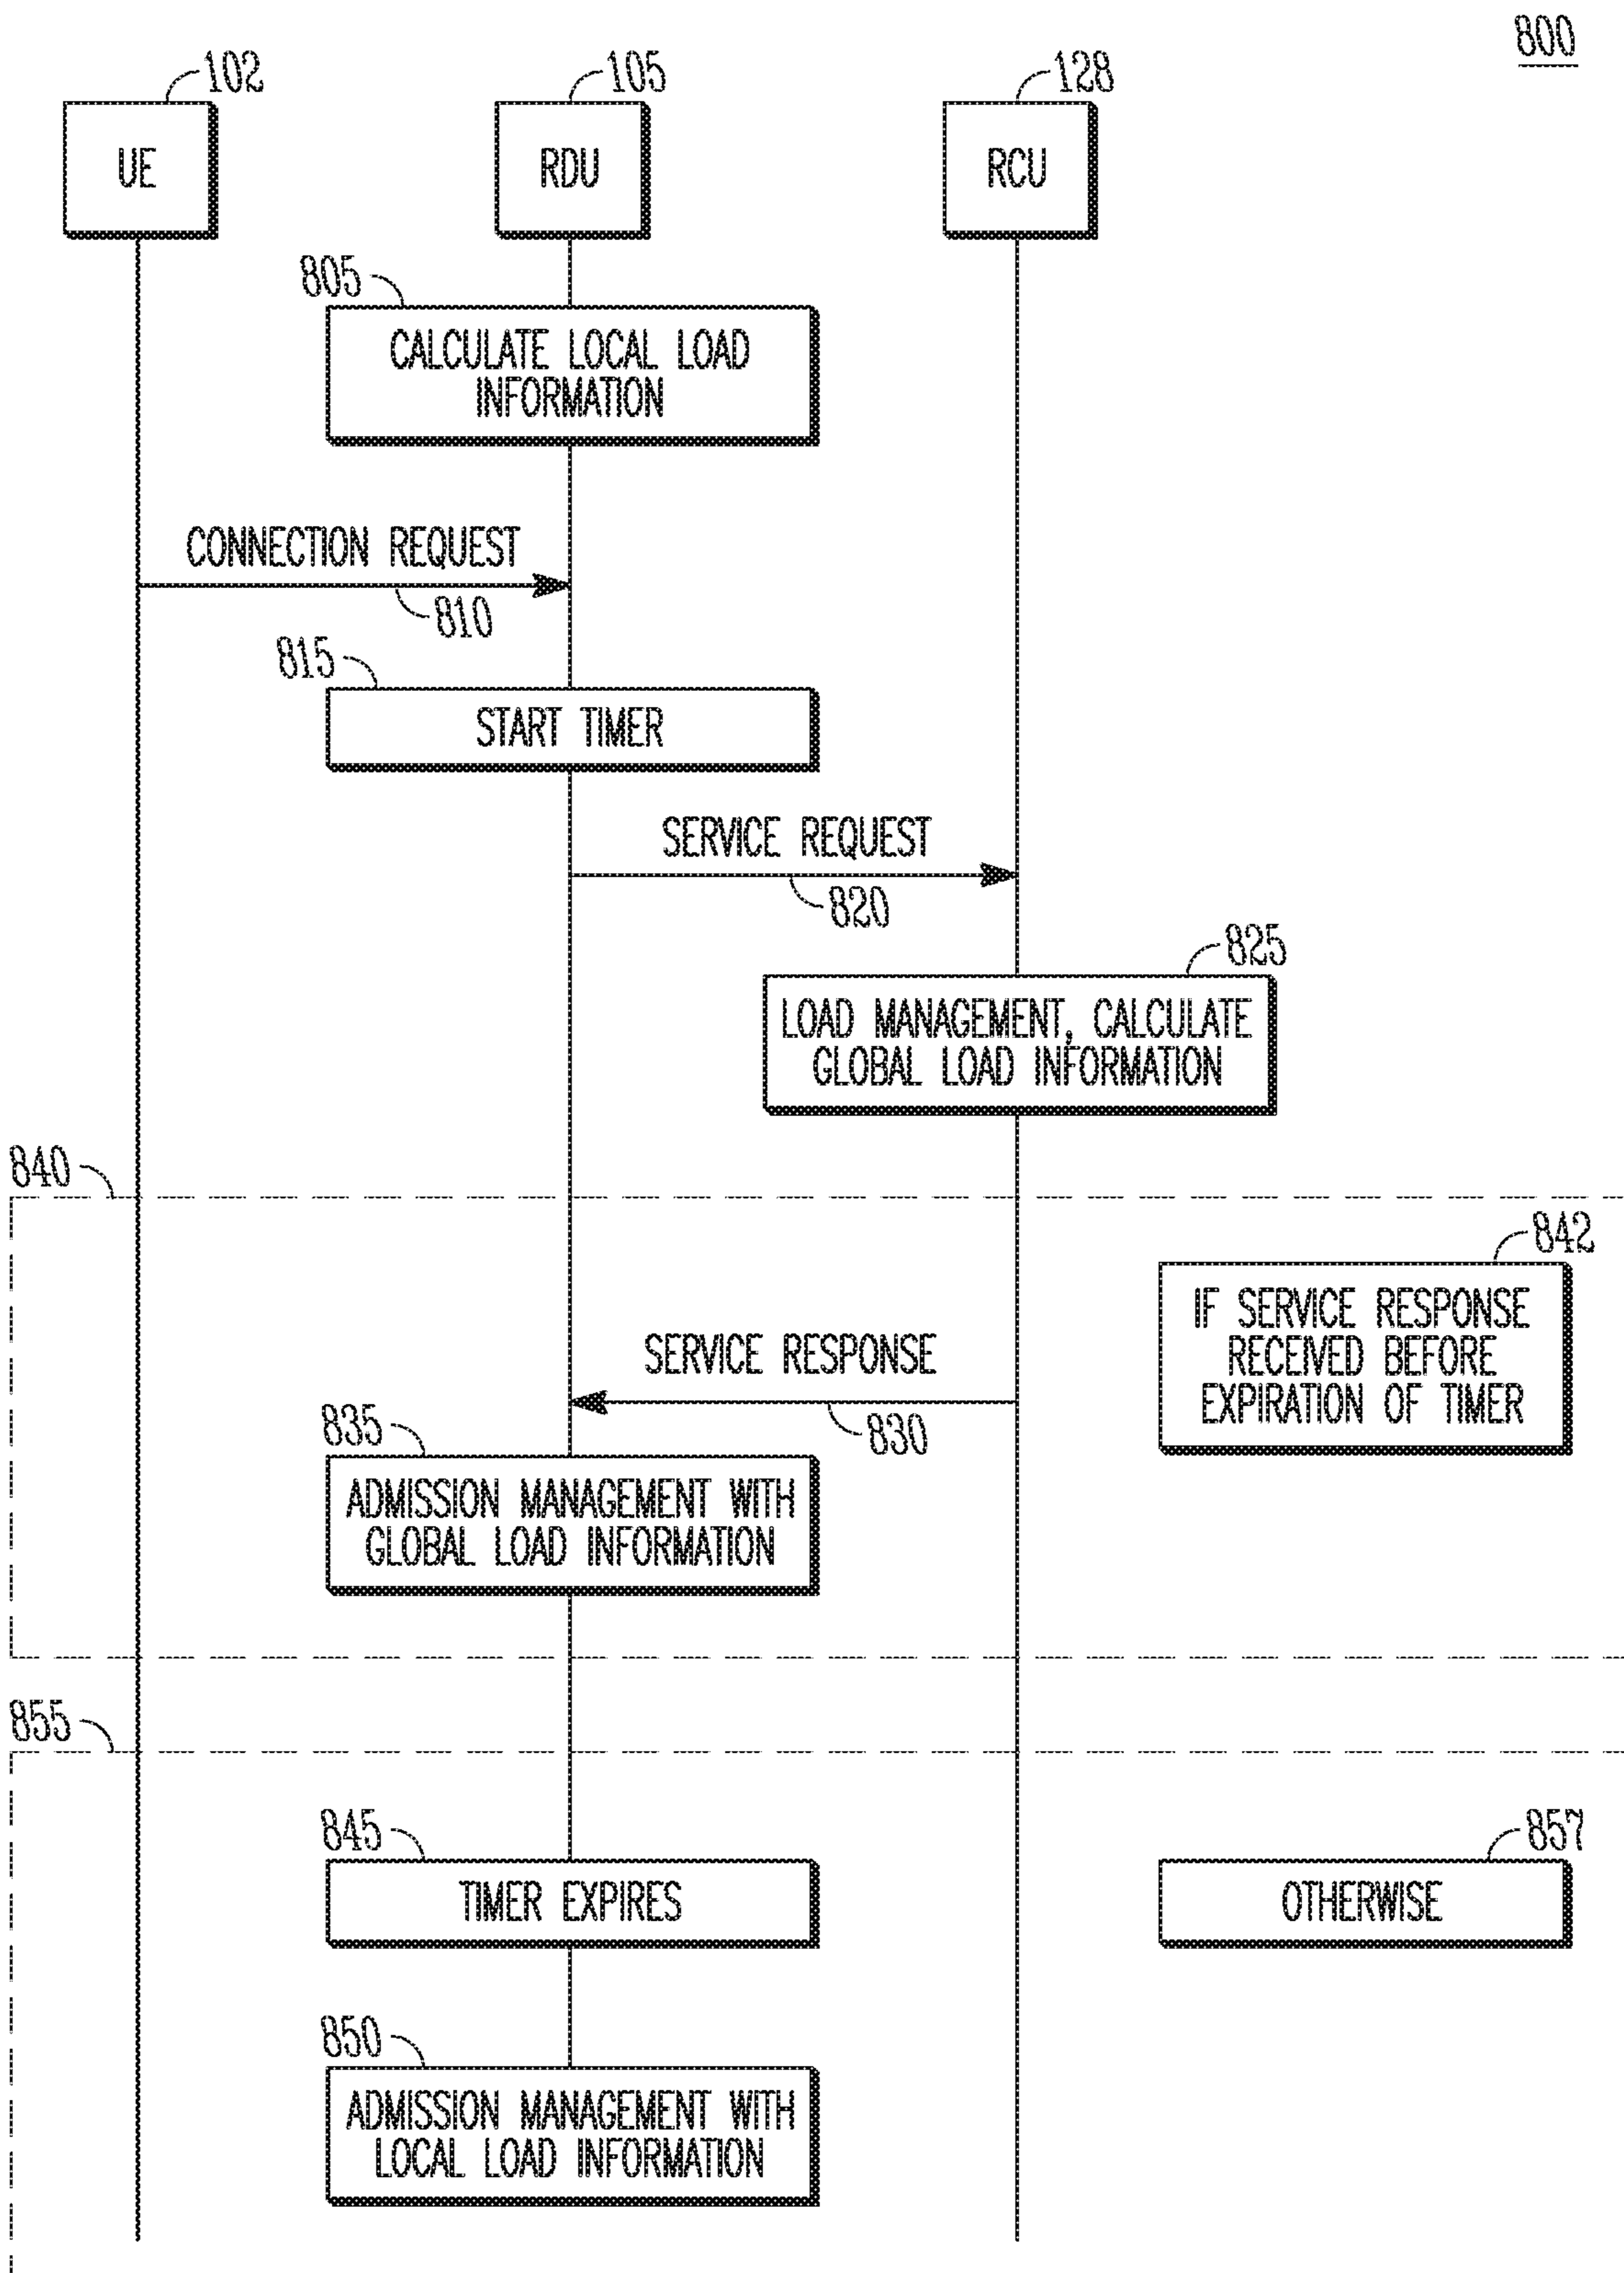 800
102
105
128
UE
RDU
RCU
805
CALCULATE LOCAL LOAD
INFORMATION
CONNECTION REQUEST
810
815
START TIMER
SERVICE REQUEST
820
825
LOAD MANAGEMENT, CALCULATE
GLOBAL LOAD INFORMATION
840
842
IF SERVICE RESPONSE
RECEIVED BEFORE
EXPIRATION OF TIMER
SERVICE RESPONSE
830
835
ADMISSION MANAGEMENT WITH
GLOBAL LOAD INFORMATION
855
845
TIMER EXPIRES
857
OTHERWISE
850
ADMISSION MANAGEMENT WITH
LOCAL LOAD INFORMATION